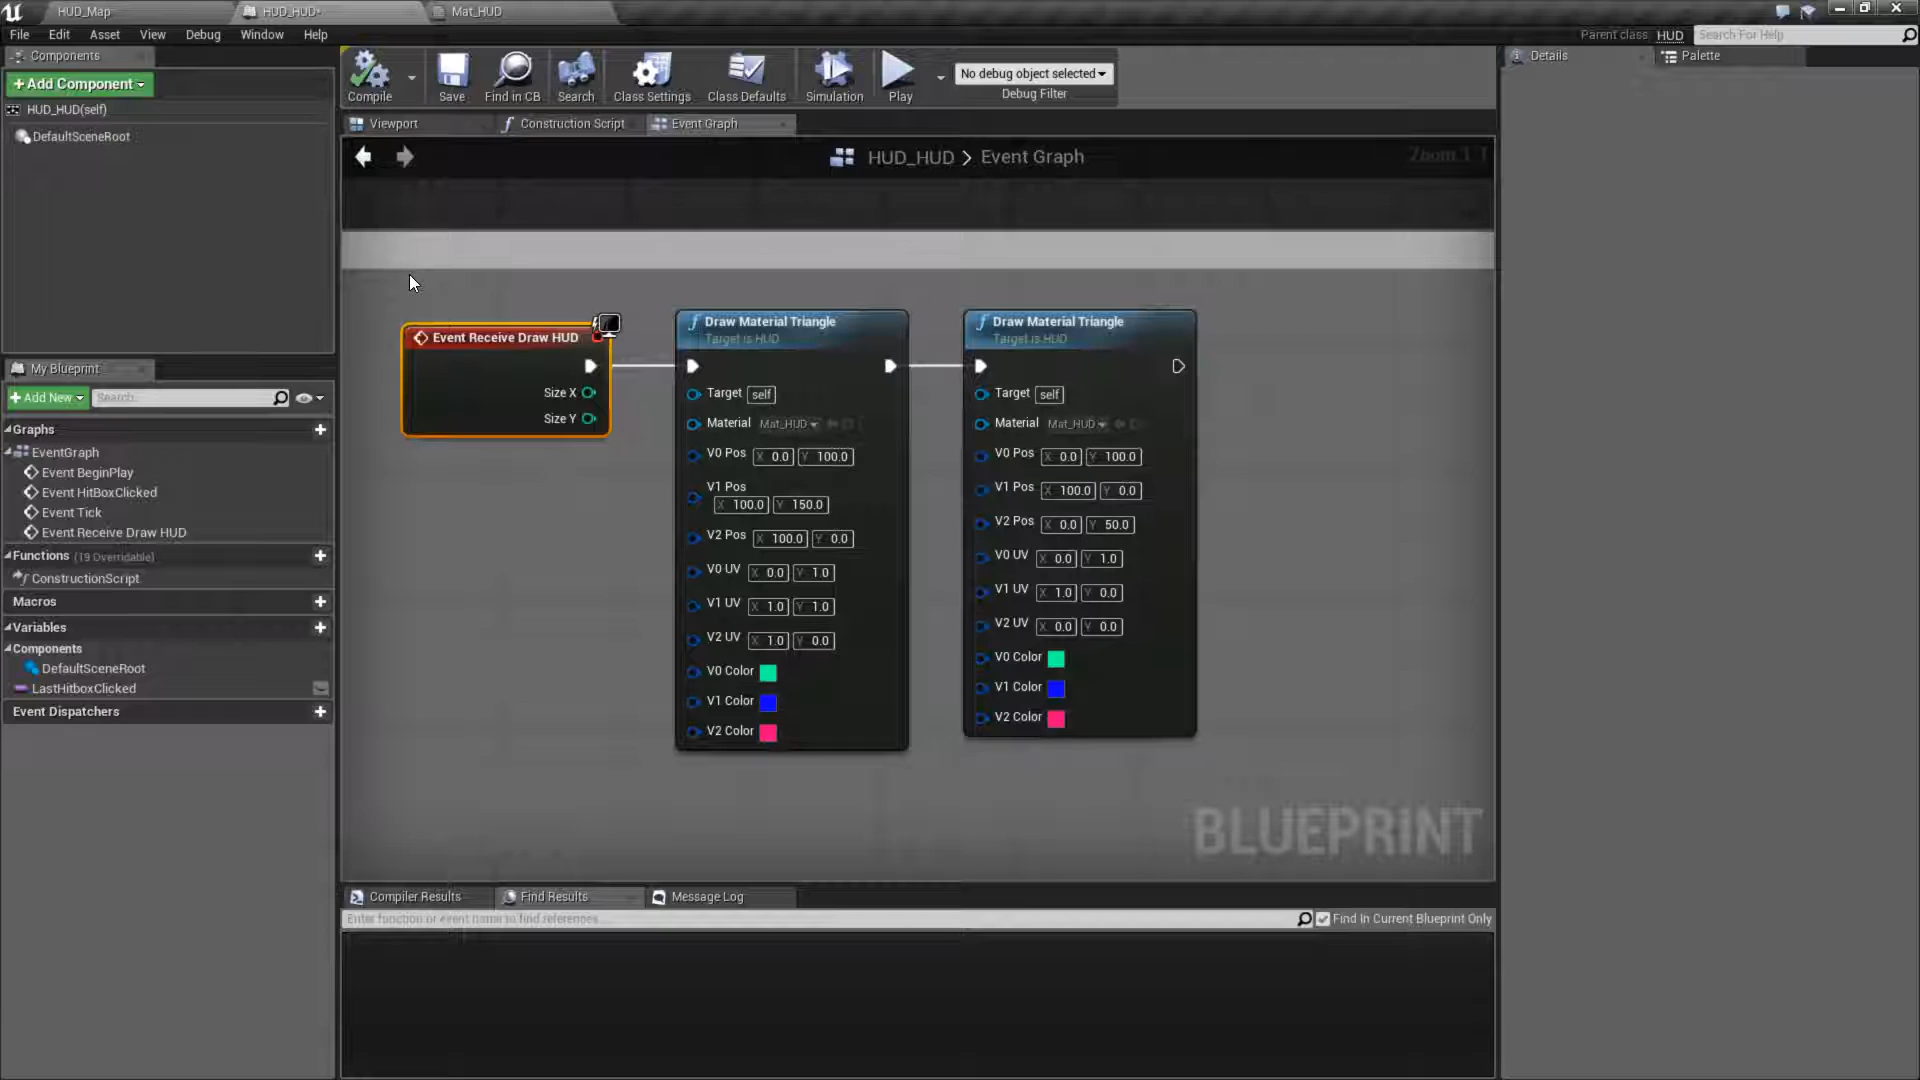 HUD_Map
HUD_HUD*
Mat_HUD
File Edit Asset View Debug Window Help
Parent class HUD Search For Help
Components
+Add Component
HUD_HUD(self)
DefaultSceneRoot
Compile
Save
Find in CB
Search
Class Settings
Class Defaults
Simulation
Play
No debug object selected
Debug Filter
Details
Palette
Viewport
Construction Script
Event Graph
HUD_HUD > Event Graph
Zoom 1:1
Event Receive Draw HUD
Size X
Size Y
Draw Material Triangle
Target is HUD
Target self
Material Mat_HUD
V0 Pos X 0.0 Y 100.0
V1 Pos
X 100.0 Y 150.0
V2 Pos X 100.0 Y 0.0
V0 UV X 0.0 Y 1.0
V1 UV X 1.0 Y 1.0
V2 UV X 1.0 Y 0.0
V0 Color
V1 Color
V2 Color
Draw Material Triangle
Target is HUD
Target self
Material Mat_HUD
V0 Pos X 0.0 Y 100.0
V1 Pos X 100.0 Y 0.0
V2 Pos X 0.0 Y 50.0
V0 UV X 0.0 Y 1.0
V1 UV X 1.0 Y 0.0
V2 UV X 0.0 Y 0.0
V0 Color
V1 Color
V2 Color
BLUEPRINT
My Blueprint
+Add New
Search
Graphs
EventGraph
Event BeginPlay
Event HitBoxClicked
Event Tick
Event Receive Draw HUD
Functions (19 Overridable)
ConstructionScript
Macros
Variables
Components
DefaultSceneRoot
LastHitboxClicked
Event Dispatchers
Compiler Results
Find Results
Message Log
Enter function or event name to find references...
Find In Current Blueprint Only